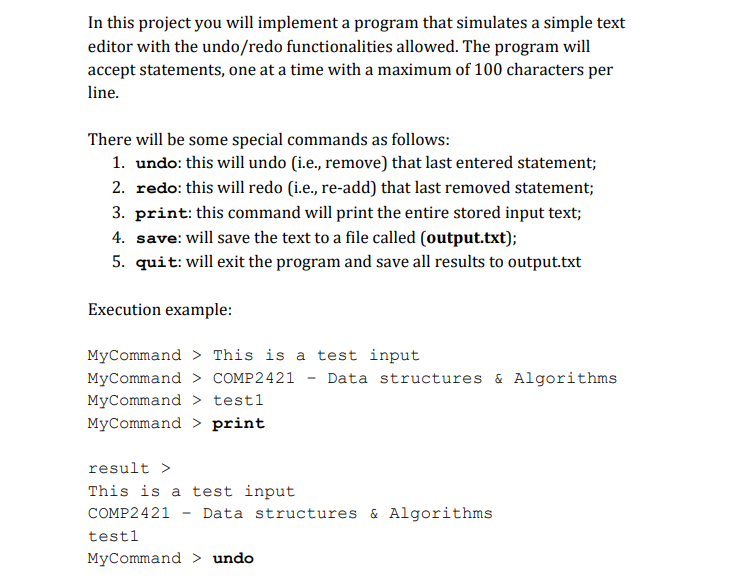 In this project you will implement a program that simulates a simple text
editor with the undo/redo functionalities allowed. The program will
accept statements, one at a time with a maximum of 100 characters per
line.
There will be some special commands as follows:
1. undo: this will undo (i.e., remove) that last entered statement;
2. redo: this will redo (i.e., re-add) that last removed statement;
3. print: this command will print the entire stored input text;
4. save: will save the text to a file called (output.txt);
5. quit: will exit the program and save all results to output.txt
Execution example:
MyCommand > This is a test input
MyCommand > COMP2421 – Data structures & Algorithms
MyCommand > test1
MyCommand > print
result >
This is a test input
COMP2421 – Data structures & Algorithms
test1
MyCommand > undo